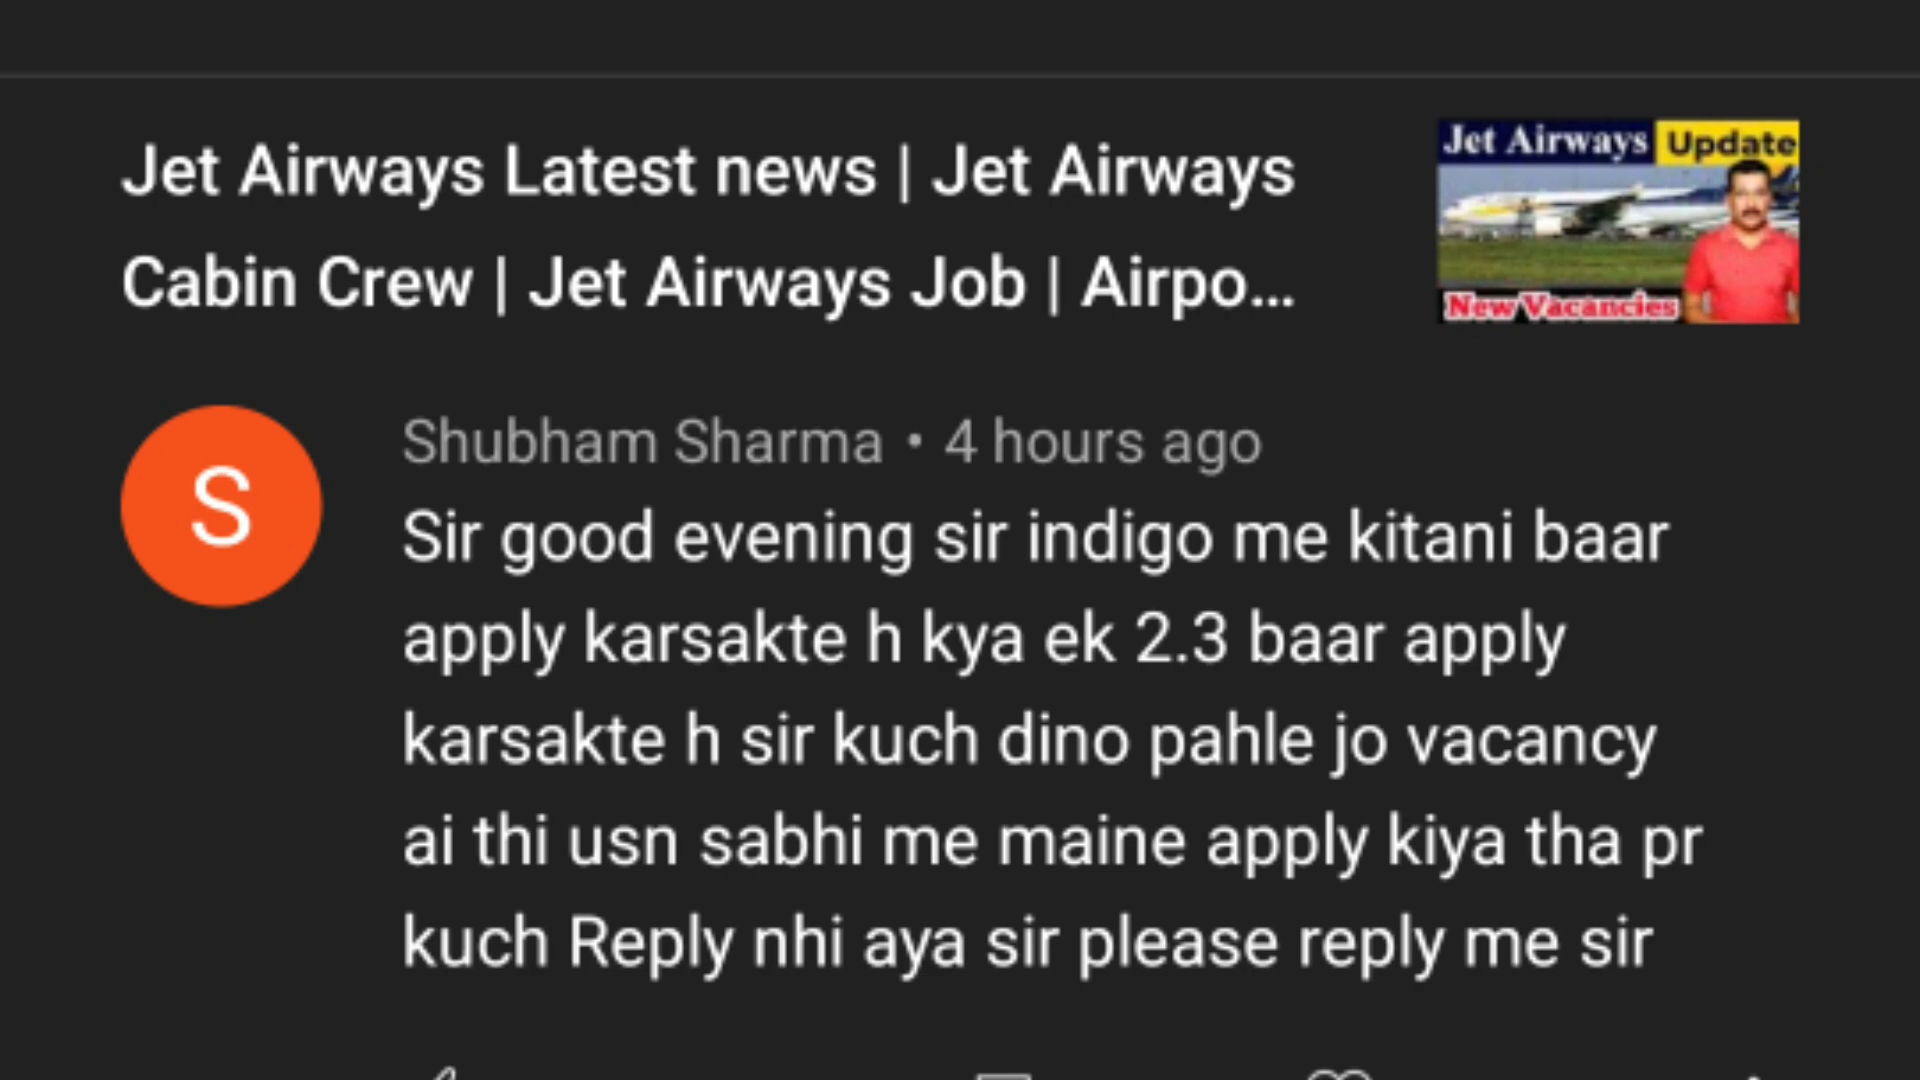 Jet Airways Latest news | Jet Airways
Cabin Crew | Jet Airways Job | Airpo...
Jet Airways Update
New Vacancies
S
Shubham Sharma • 4 hours ago
Sir good evening sir indigo me kitani baar
apply karsakte h kya ek 2.3 baar apply
karsakte h sir kuch dino pahle jo vacancy
ai thi usn sabhi me maine apply kiya tha pr
kuch Reply nhi aya sir please reply me sir